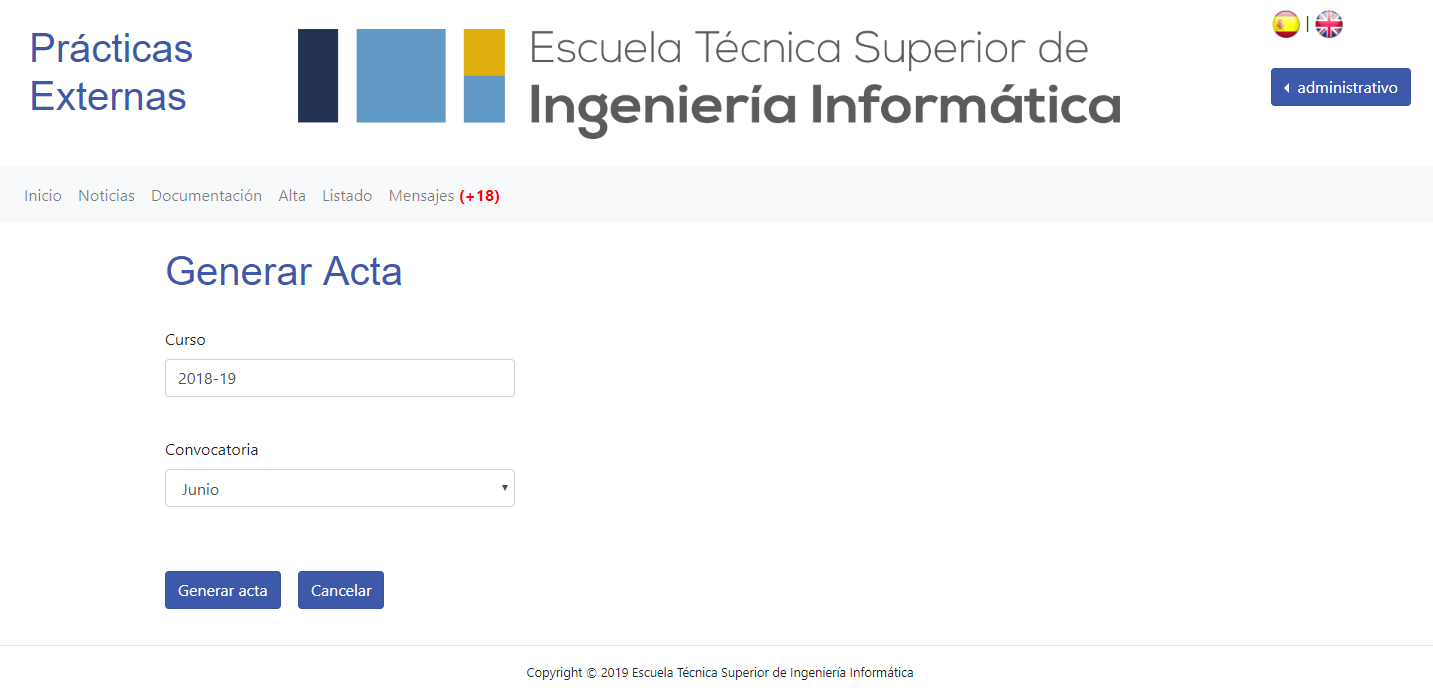 Prácticas
Externas
Escuela Técnica Superior de
Ingeniería Informática
|
administrativo
Inicio Noticias Documentación Alta Listado Mensajes (+18)
Generar Acta
Curso
2018-19
Convocatoria
Junio
Generar acta Cancelar
Copyright © 2019 Escuela Técnica Superior de Ingeniería Informática